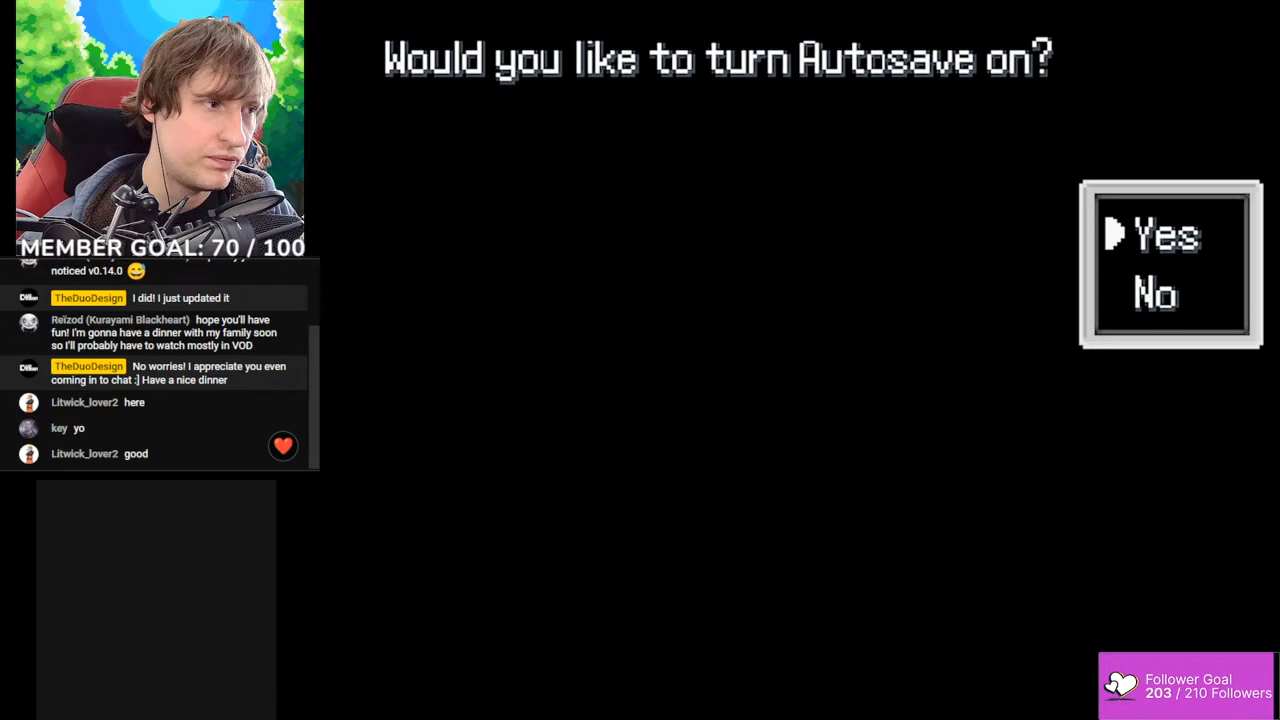 Would you like to turn Autosave on?
Yes
No
MEMBER GOAL: 70 / 100
noticed v0.14.0 😅
TheDuoDesign I did! I just updated it
Reïzod (Kurayami Blackheart) hope you'll have
fun! I'm gonna have a dinner with my family soon
so I'll probably have to watch mostly in VOD
TheDuoDesign No worries! I appreciate you even
coming in to chat :] Have a nice dinner
Litwick_lover2 here
key yo
Litwick_lover2 good
Follower Goal
203 / 210 Followers